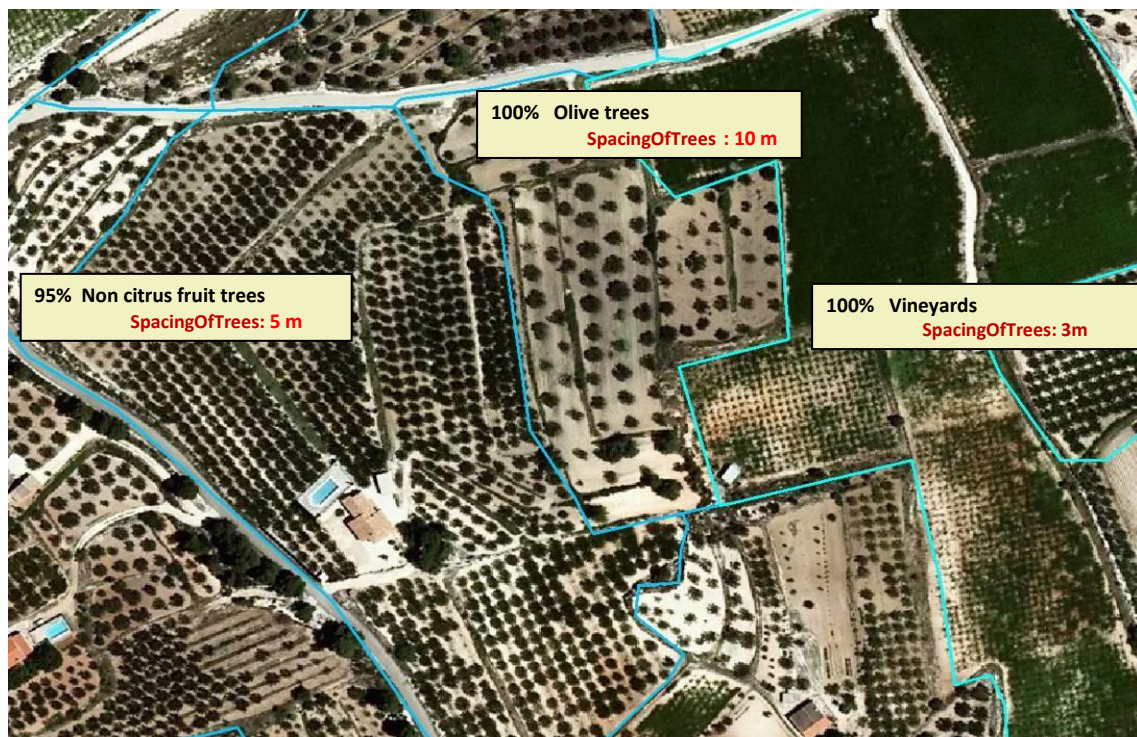 100% Olive trees
SpacingOfTrees : 10 m
95% Non citrus fruit trees
SpacingOfTrees: 5 m
100% Vineyards
SpacingOfTrees: 3m